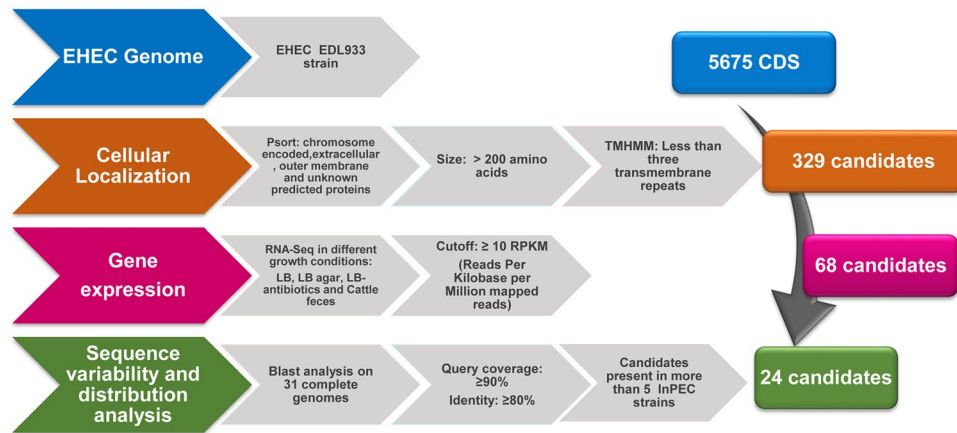 EHEC Genome
EHEC EDL933
strain
5675 CDS
Cellular
Localization
Psort: chromosome
encoded,extracellular
, outer membrane
and unknown
predicted proteins
Size: > 200 amino
acids
TMHMM: Less than
three
transmembrane
repeats
329 candidates
Gene
expression
RNA-Seq in different
growth conditions:
LB, LB agar, LB-
antibiotics and Cattle
feces
Cutoff: ≥ 10 RPKM
(Reads Per
Kilobase per
Million mapped
reads)
68 candidates
Sequence
variability and
distribution
analysis
Blast analysis on
31 complete
genomes
Query coverage:
≥90%
Identity: ≥80%
Candidates
present in more
than 5 InPEC
strains
24 candidates